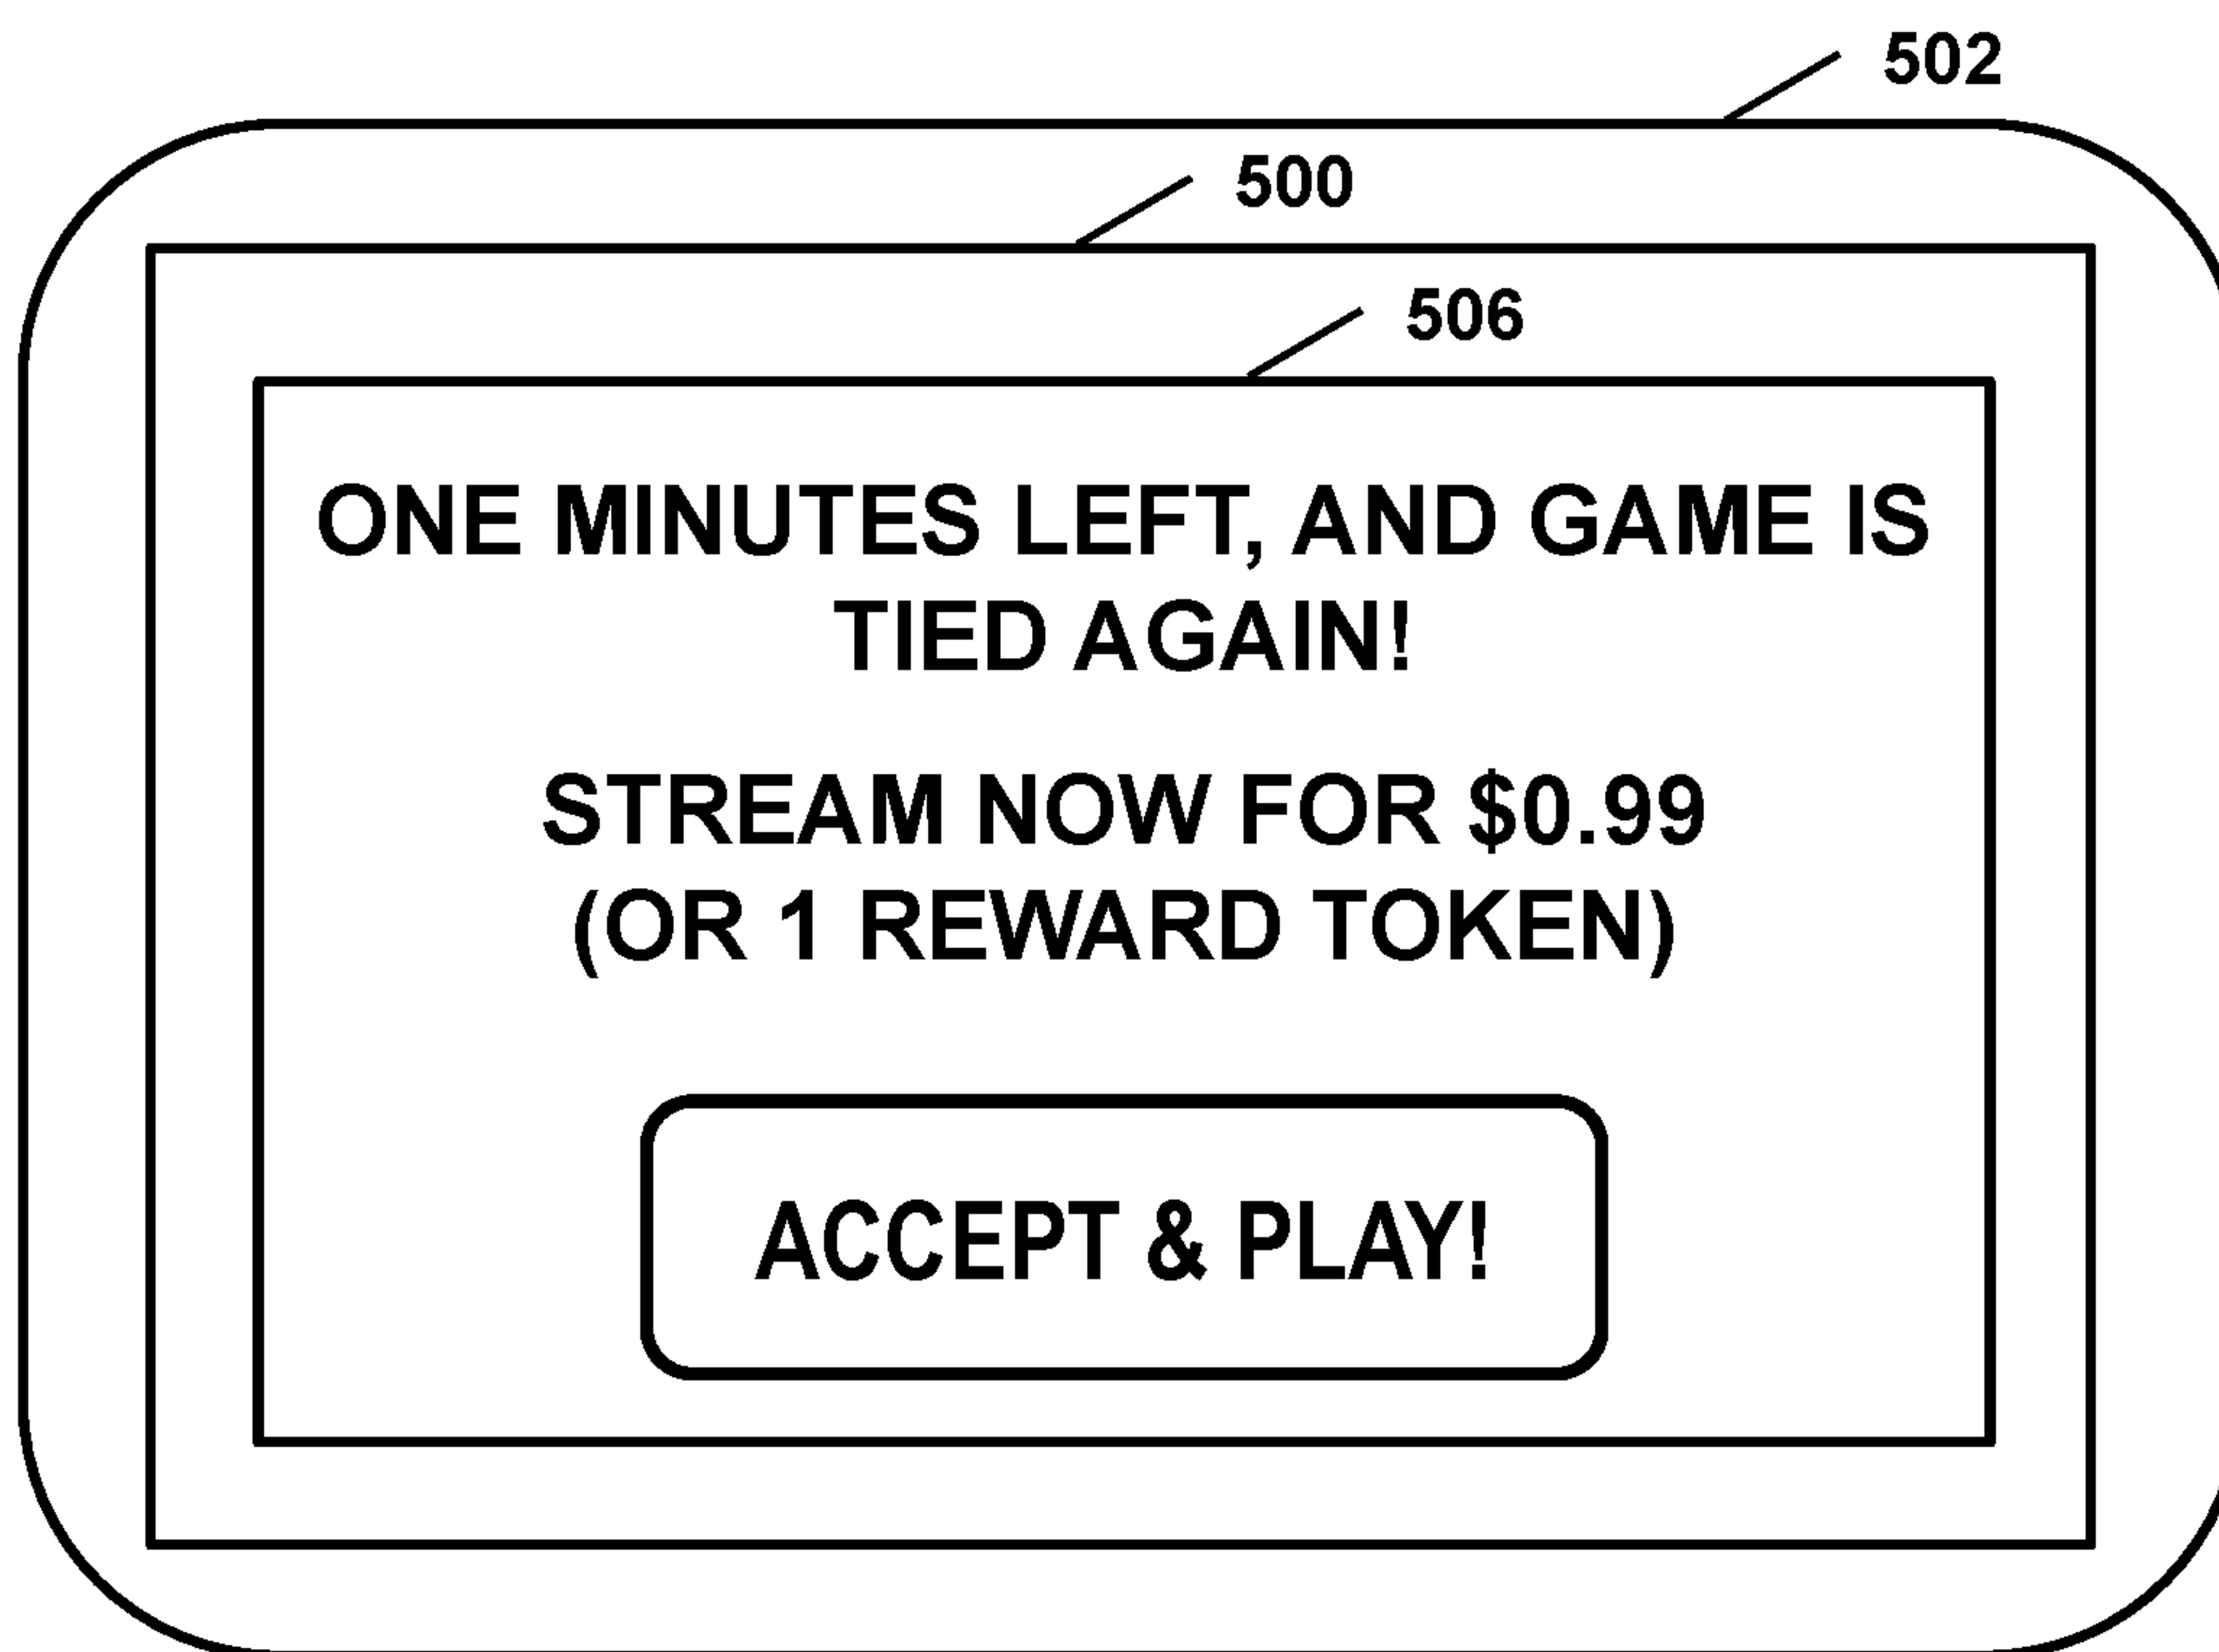 502
500
506
ONE MINUTES LEFT, AND GAME IS
TIED AGAIN!
STREAM NOW FOR $0.99
(OR 1 REWARD TOKEN)
ACCEPT & PLAY!